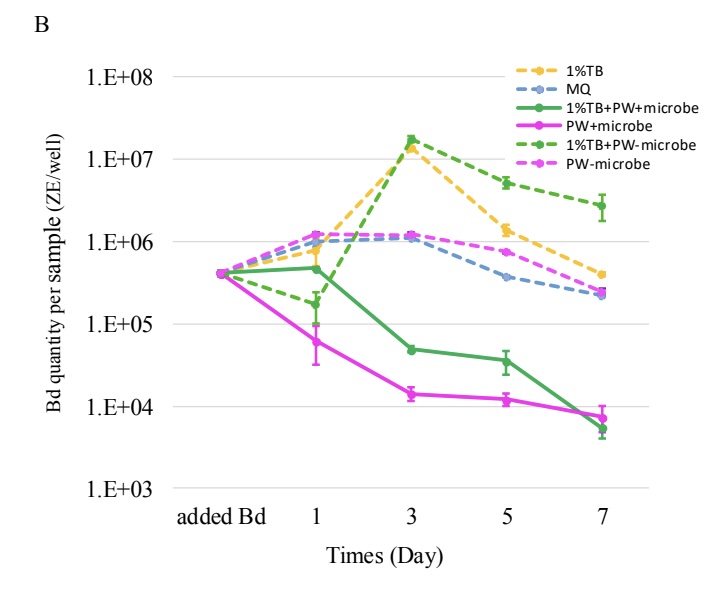 B
Bd quantity per sample (ZE/well)
1.E+08
1.E+07
1.E+06
1.E+05
1.E+04
1.E+03
1%TB
MQ
1%TB+PW+microbe
PW+microbe
1%TB+PW-microbe
PW-microbe
added Bd 1 3 5 7
Times (Day)